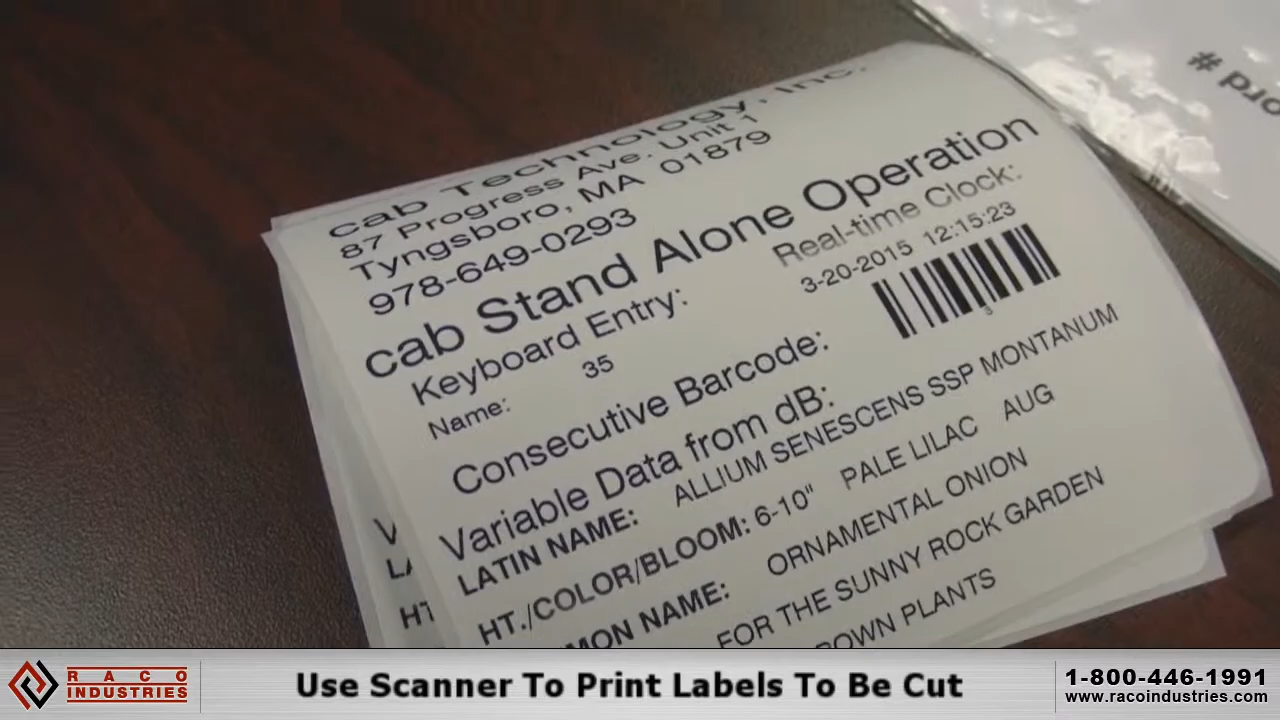 cab Technology, Inc.
87 Progress Ave. Unit 1
Tyngsboro, MA 01879
978-649-0293
cab Stand Alone Operation
Keyboard Entry:
Real-time Clock:
35
3-20-2015 12:15:23
Name:
3
Consecutive Barcode:
Variable Data from dB:
LATIN NAME: ALLIUM SENESCENS SSP MONTANUM
HT./COLOR/BLOOM: 6-10" PALE LILAC AUG
MON NAME: ORNAMENTAL ONION
FOR THE SUNNY ROCK GARDEN
ROWN PLANTS
V
LA
HT
ord #
RACO
INDUSTRIES
Use Scanner To Print Labels To Be Cut
1-800-446-1991
www.racoindustries.com